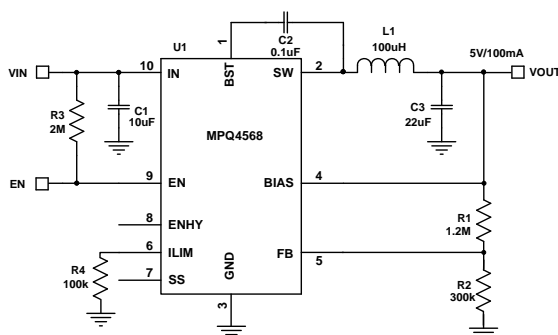 U1
1
C2
0.1uF
L1
100uH
5V/100mA
VIN
10
IN
BST
SW
2
VOUT
R3
2M
C1
10uF
C3
22uF
MPQ4568
EN
9
EN
BIAS
4
8
ENHY
R1
1.2M
6
ILIM
FB
5
R4
100k
7
SS
GND
3
R2
300k